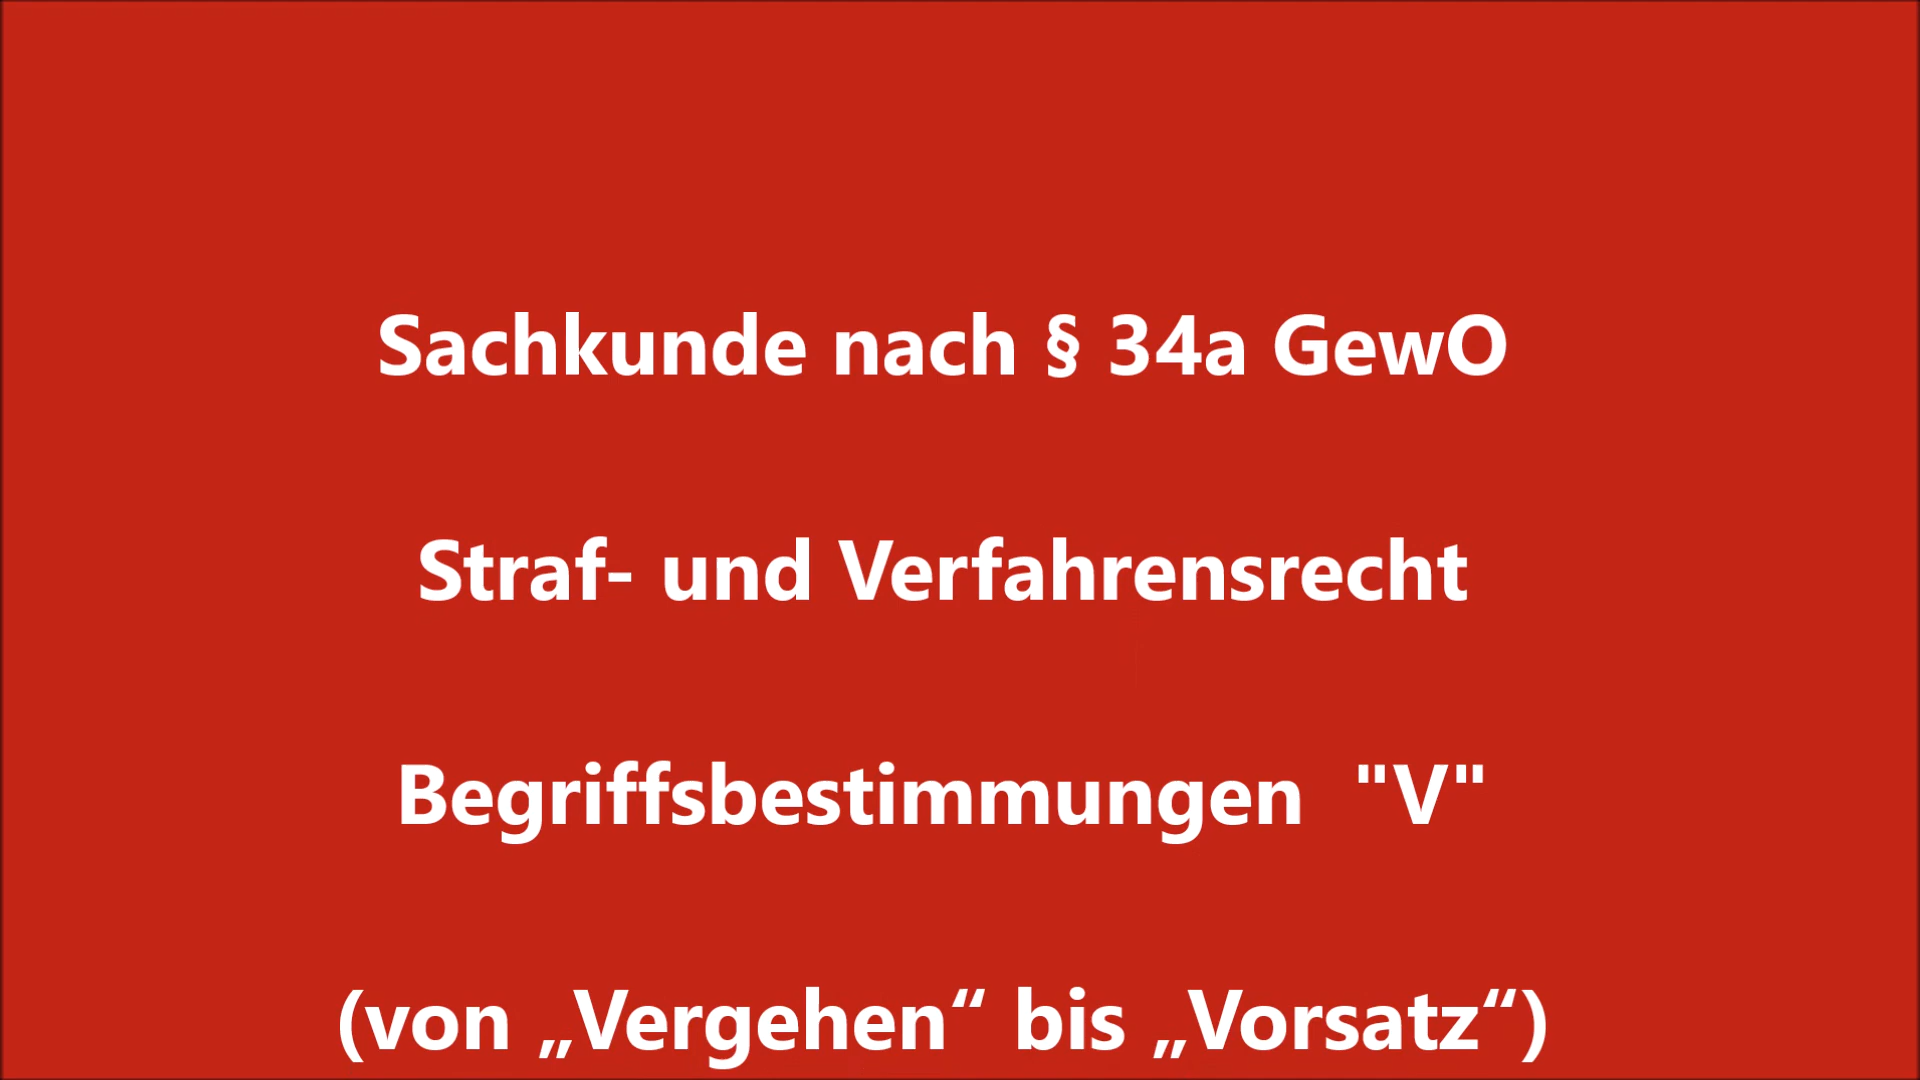 Sachkunde nach § 34a GewO
Straf- und Verfahrensrecht
Begriffsbestimmungen  "V"
(von „Vergehen“ bis „Vorsatz“)